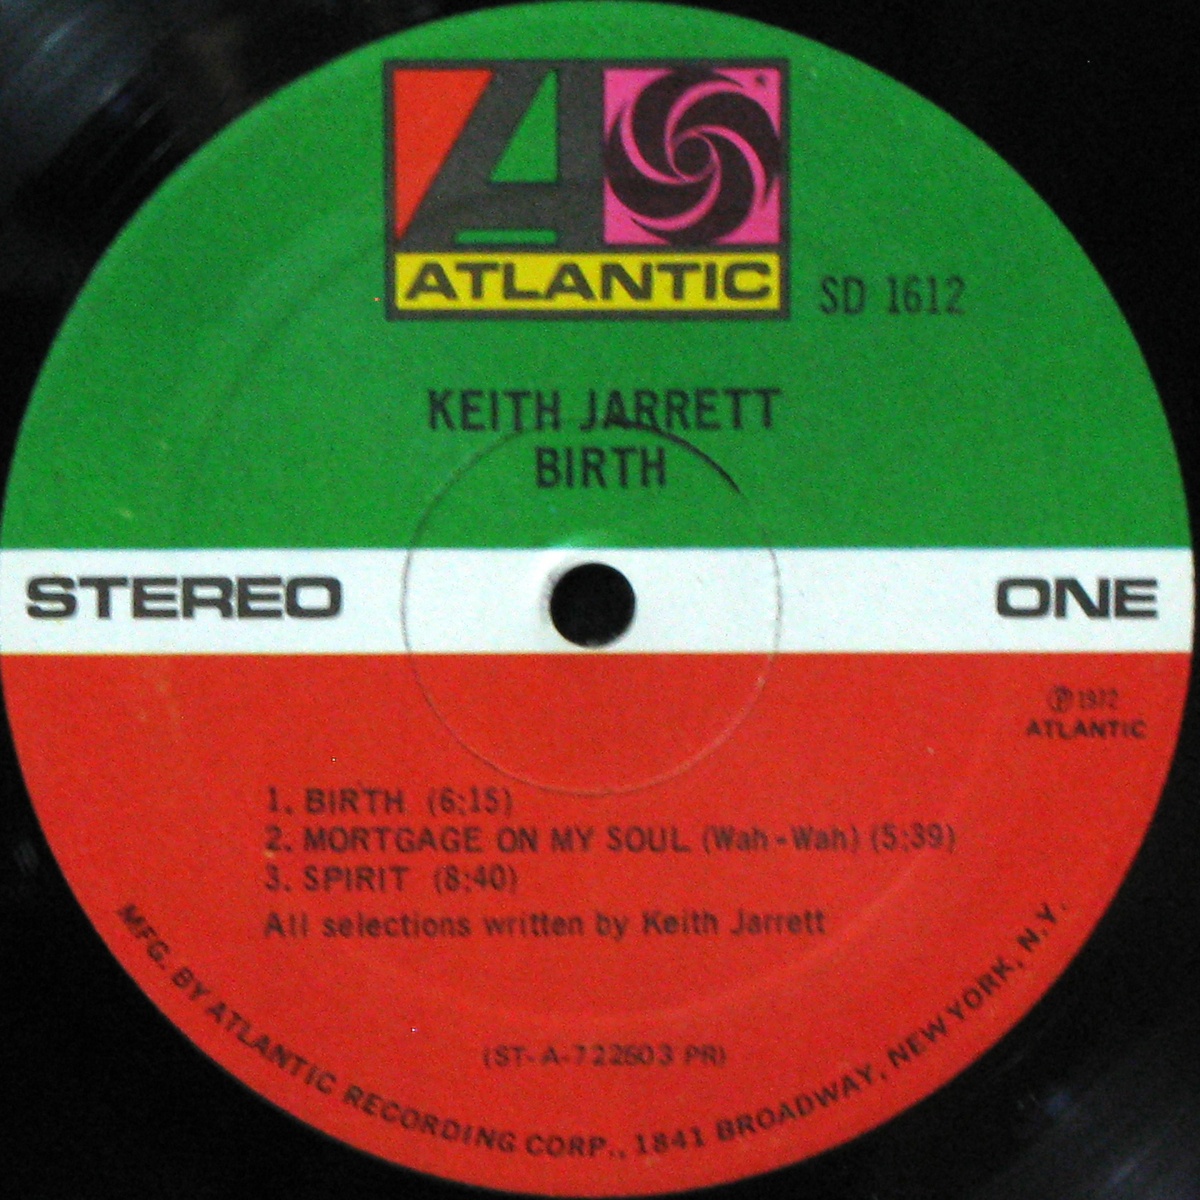 ATLANTIC
SD 1612
KEITH JARRETT
BIRTH
STEREO
ONE
℗ 1972
ATLANTIC
1. BIRTH (6:15)
2. MORTGAGE ON MY SOUL (Wah-Wah) (5:39)
3. SPIRIT (8:40)
All selections written by Keith Jarrett
(ST-A-722603 PR)
MFG. BY ATLANTIC RECORDING CORP., 1841 BROADWAY, NEW YORK, N.Y.